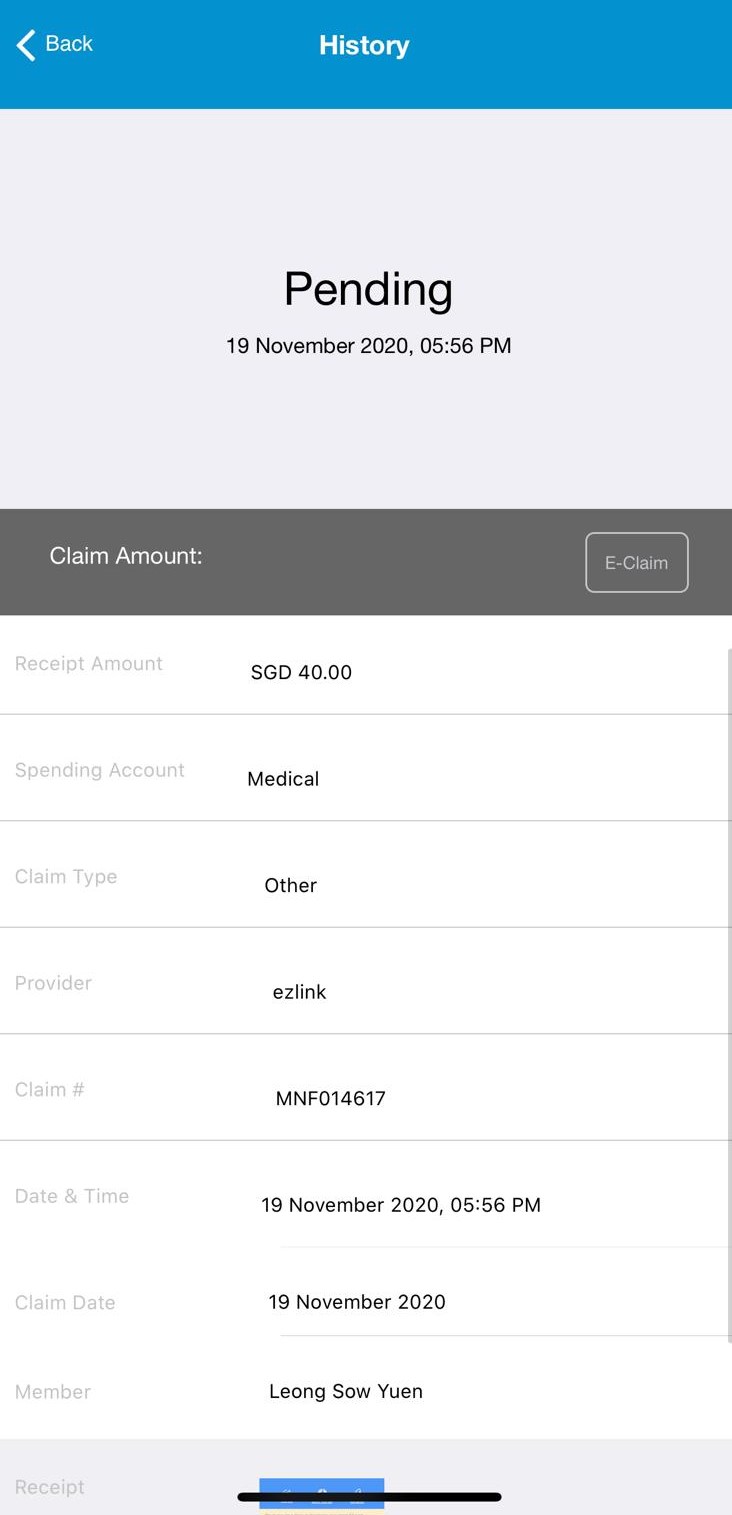 Back
History
Pending
19 November 2020, 05:56 PM
Claim Amount:
E-Claim
Receipt Amount
SGD 40.00
Spending Account
Medical
Claim Type
Other
Provider
ezlink
Claim #
MNF014617
Date & Time
19 November 2020, 05:56 PM
Claim Date
19 November 2020
Member
Leong Sow Yuen
Receipt